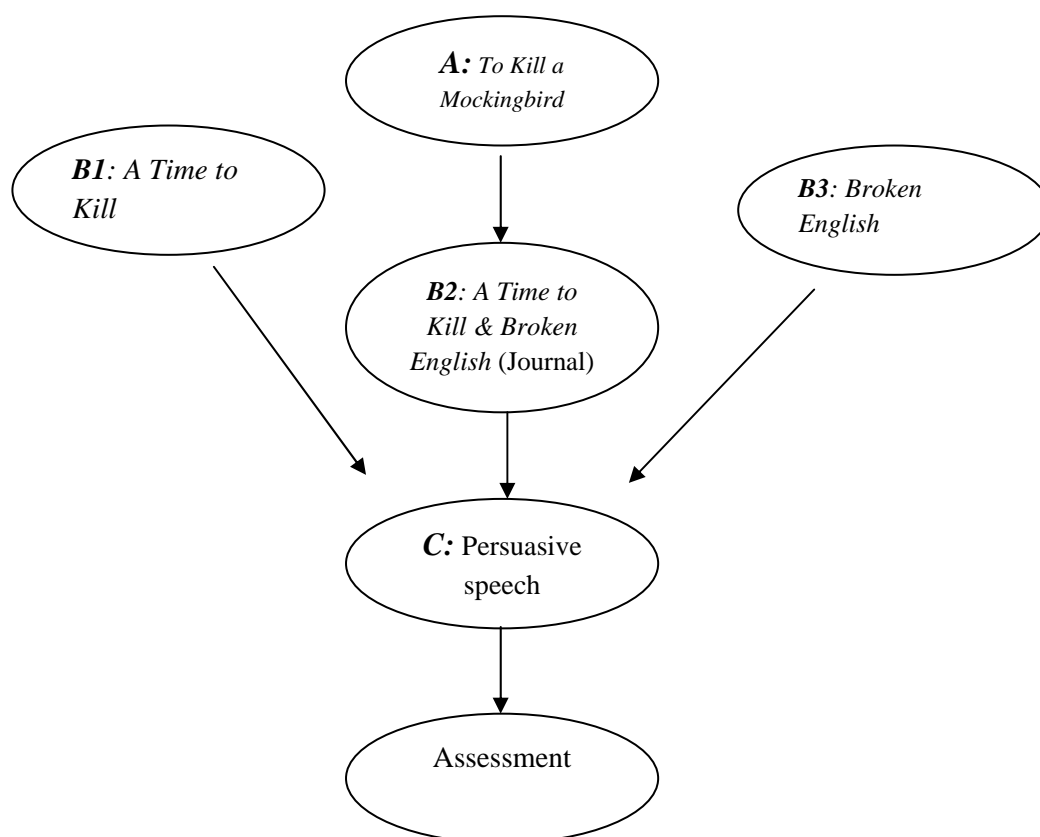 A: To Kill a
Mockingbird
B1: A Time to
Kill
B3: Broken
English
B2: A Time to
Kill & Broken
English (Journal)
C: Persuasive
speech
Assessment